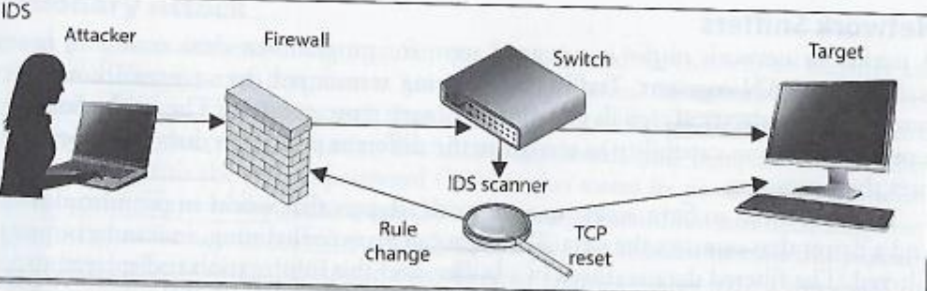 IDS
Attacker
Firewall
Switch
Target
IDS scanner
Rule
change
TCP
reset